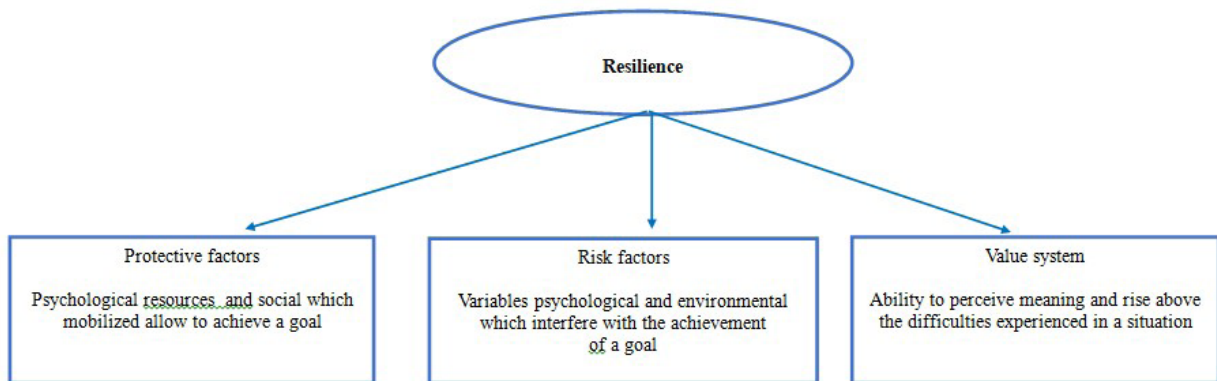 Resilience
Protective factors
Psychological resources and social which
mobilized allow to achieve a goal
Risk factors
Variables psychological and environmental
which interfere with the achievement
of a goal
Value system
Ability to perceive meaning and rise above
the difficulties experienced in a situation